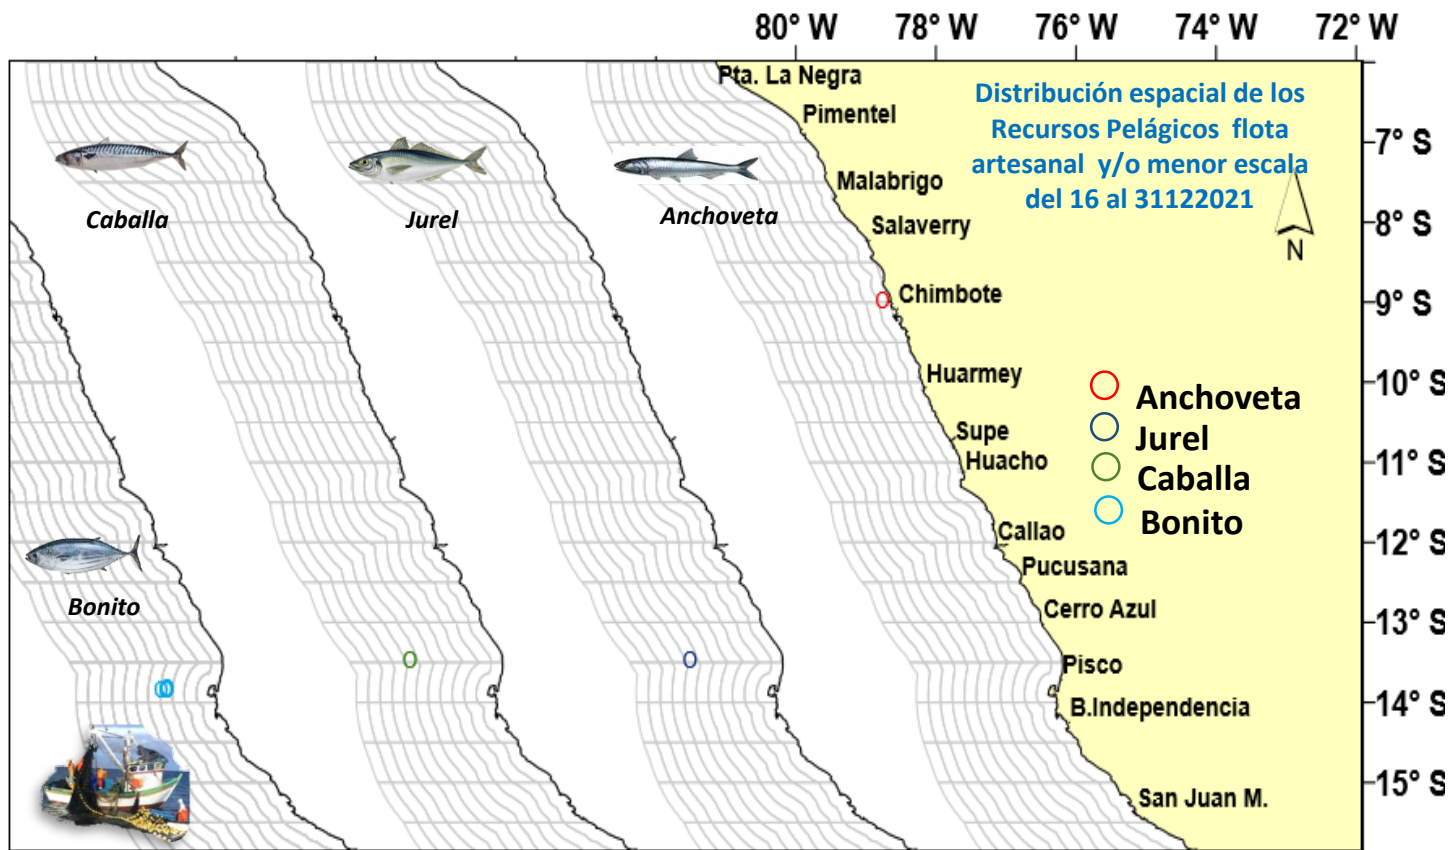 80° W 78° W 76° W 74° W 72° W
Distribución espacial de los
Recursos Pelágicos flota
artesanal y/o menor escala
del 16 al 31122021
N
Caballa
Jurel
Anchoveta
Bonito
Pta. La Negra
Pimentel
Malabrigo
Salaverry
Chimbote
Huarmey
Supe
Huacho
Callao
Pucusana
Cerro Azul
Pisco
B.Independencia
San Juan M.
Anchoveta
Jurel
Caballa
Bonito
7° S
8° S
9° S
10° S
11° S
12° S
13° S
14° S
15° S